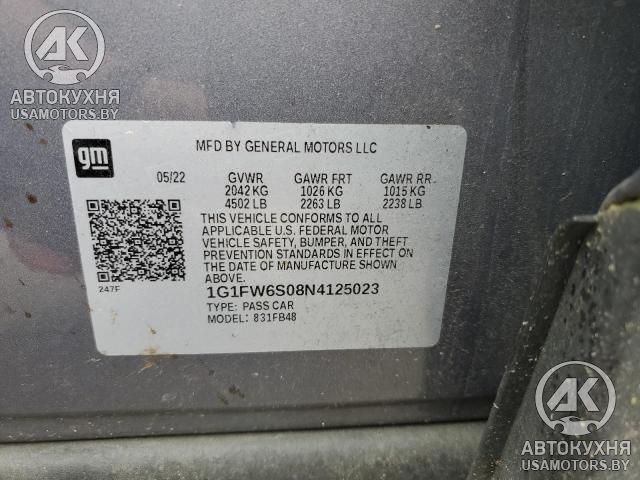 AK
АВТОКУХНЯ
USAMOTORS.BY
gm
MFD BY GENERAL MOTORS LLC
05/22 GVWR GAWR FRT GAWR RR
2042 KG 1026 KG 1015 KG
4502 LB 2263 LB 2238 LB
THIS VEHICLE CONFORMS TO ALL
APPLICABLE U.S. FEDERAL MOTOR
VEHICLE SAFETY, BUMPER, AND THEFT
PREVENTION STANDARDS IN EFFECT ON
THE DATE OF MANUFACTURE SHOWN
ABOVE.
247F
1G1FW6S08N4125023
TYPE: PASS CAR
MODEL: 831FB48
AK
АВТОКУХНЯ
USAMOTORS.BY